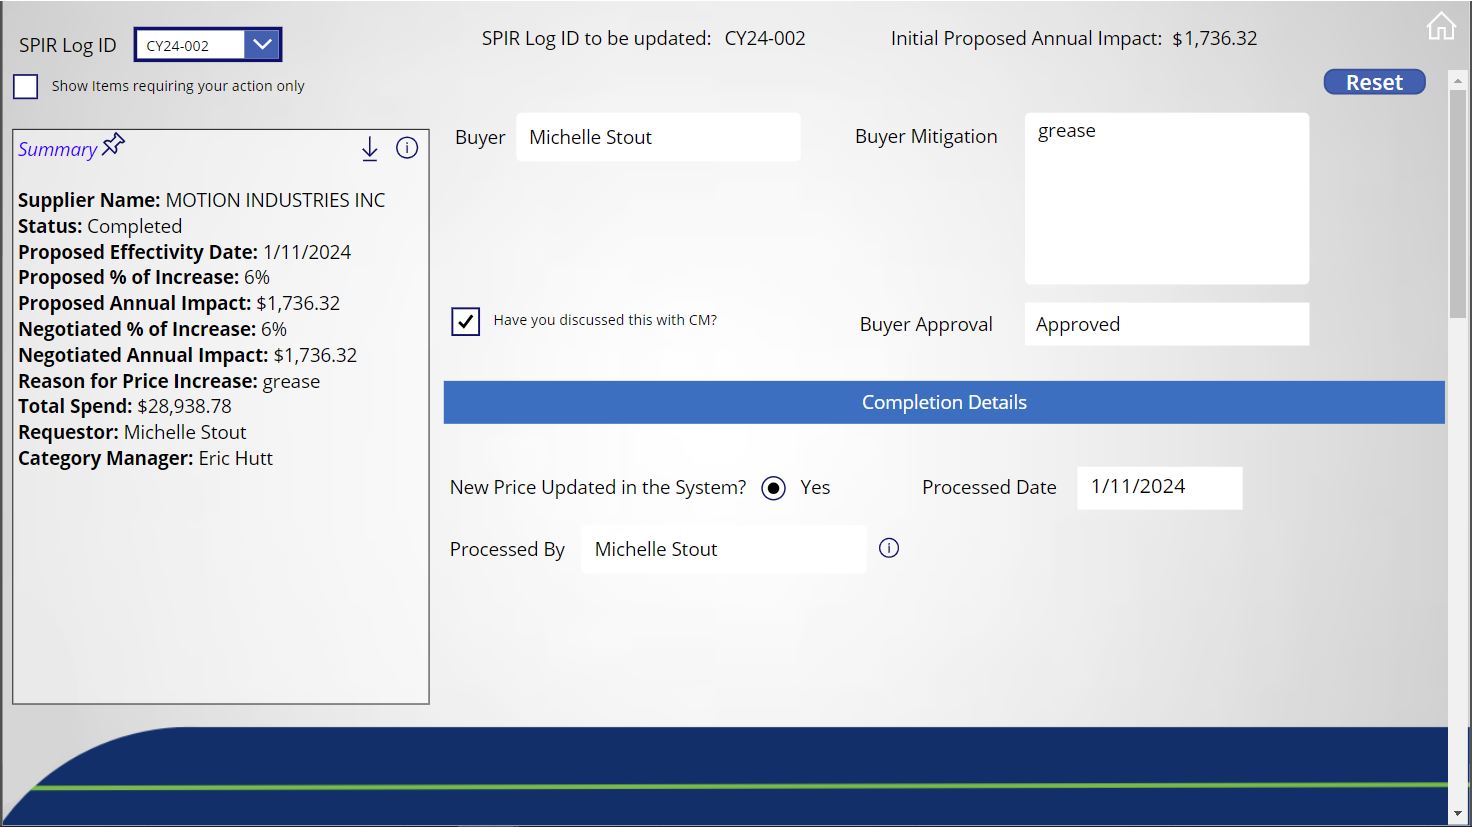 SPIR Log ID
CY24-002
SPIR Log ID to be updated: CY24-002
Initial Proposed Annual Impact: $1,736.32
Show Items requiring your action only
Reset
Summary
Supplier Name: MOTION INDUSTRIES INC
Status: Completed
Proposed Effectivity Date: 1/11/2024
Proposed % of Increase: 6%
Proposed Annual Impact: $1,736.32
Negotiated % of Increase: 6%
Negotiated Annual Impact: $1,736.32
Reason for Price Increase: grease
Total Spend: $28,938.78
Requestor: Michelle Stout
Category Manager: Eric Hutt
Buyer Michelle Stout
Buyer Mitigation grease
Have you discussed this with CM?
Buyer Approval Approved
Completion Details
New Price Updated in the System? Yes
Processed Date 1/11/2024
Processed By Michelle Stout